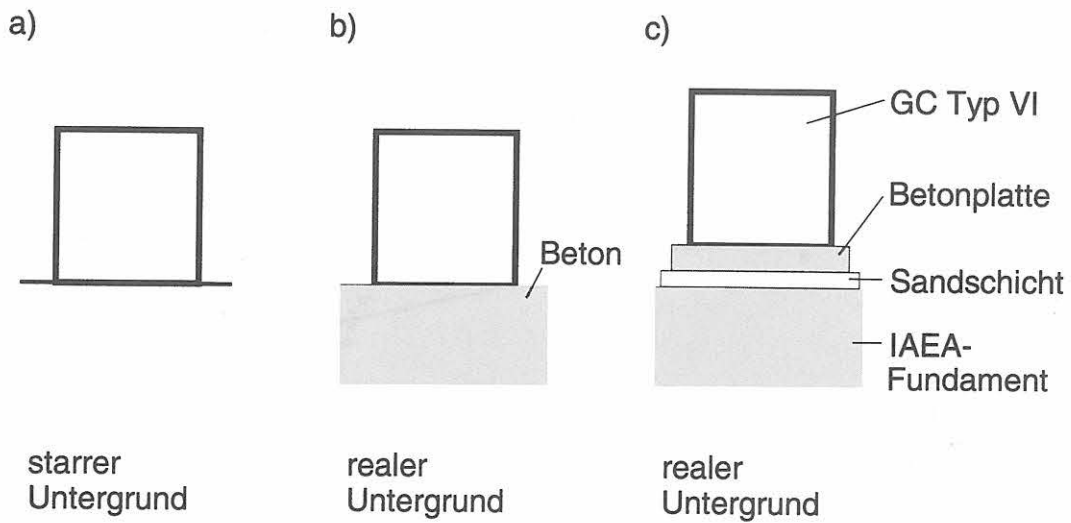 a)
b)
c)
GC Typ VI
Betonplatte
Beton
Sandschicht
IAEA-
Fundament
starrer
Untergrund
realer
Untergrund
realer
Untergrund